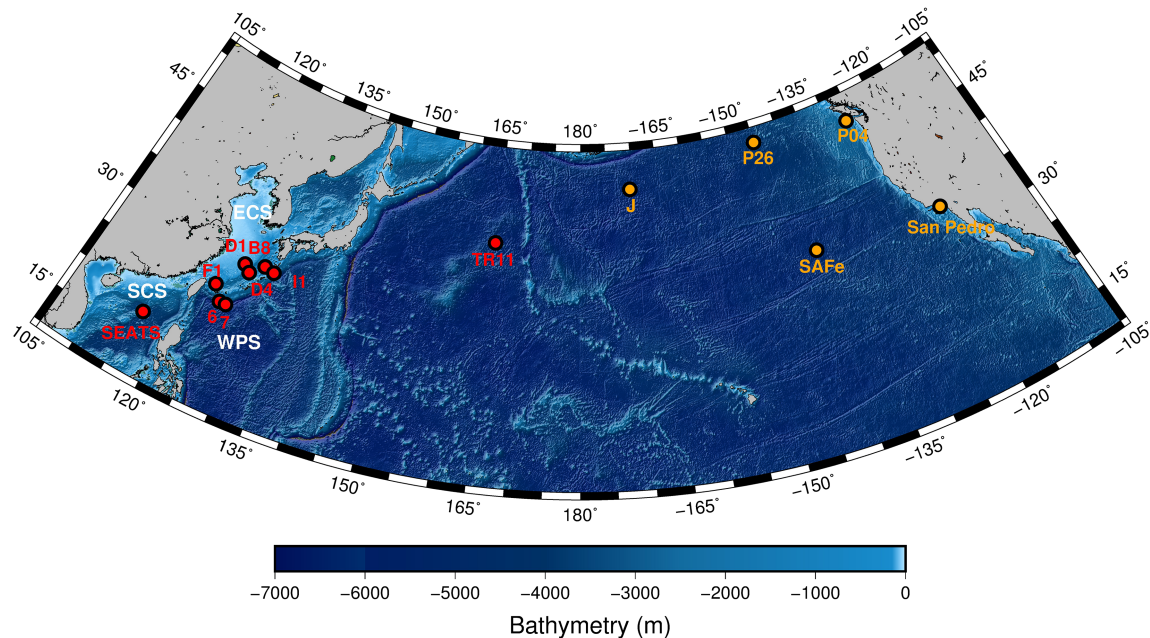 105°
120°
135°
150°
165°
180°
−165°
−150°
−135°
−120°
−105°
45°
30°
15°
45°
30°
15°
P04
P26
J
San Pedro
SAFe
TR11
ECS
D1
B8
I1
D4
F1
6
7
SCS
SEATS
WPS
105°
120°
135°
150°
165°
180°
−165°
−150°
−135°
−120°
−105°
−7000 −6000 −5000 −4000 −3000 −2000 −1000 0
Bathymetry (m)